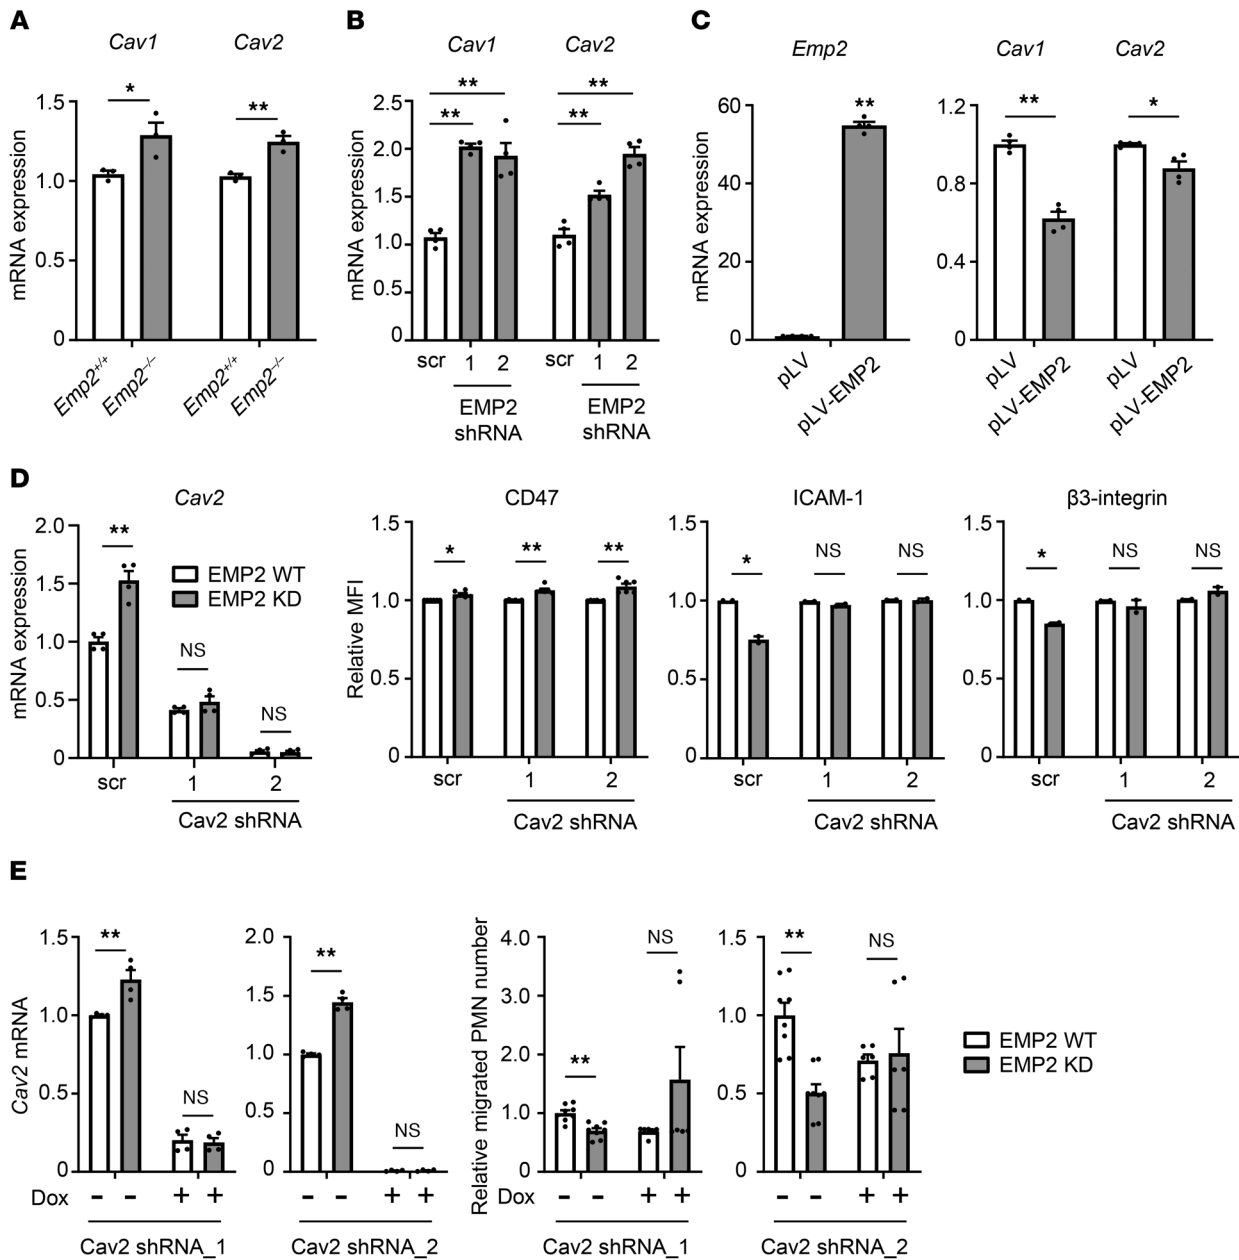 A
Cav1 Cav2
* **
mRNA expression
1.5
1.0
0.5
0
Emp2+/+ Emp2−/− Emp2+/+ Emp2−/−
B
Cav1 Cav2
** **
** **
mRNA expression
2.5
2.0
1.5
1.0
0.5
0
scr 1 2 scr 1 2
EMP2 EMP2
shRNA shRNA
C
Emp2 Cav1 Cav2
** ** *
mRNA expression
60
40
20
0
pLV pLV-EMP2
1.2
0.8
0.4
0
pLV pLV-EMP2 pLV pLV-EMP2
D
Cav2
mRNA expression
2.0
1.5
1.0
0.5
0
** NS NS
EMP2 WT
EMP2 KD
scr 1 2
Cav2 shRNA
CD47
Relative MFI
1.5
1.0
0.5
0
* ** **
scr 1 2
Cav2 shRNA
ICAM-1
1.5
1.0
0.5
0
* NS NS
scr 1 2
Cav2 shRNA
β3-integrin
1.5
1.0
0.5
0
* NS NS
scr 1 2
Cav2 shRNA
E
Cav2 mRNA
1.5
1.0
0.5
0
** NS
Dox − − + +
Cav2 shRNA_1
2.0
1.5
1.0
0.5
0
** NS
− − + +
Cav2 shRNA_2
Relative migrated PMN number
4.0
3.0
2.0
1.0
0
** NS
Dox − − + +
Cav2 shRNA_1
1.5
1.0
0.5
0
** NS
− − + +
Cav2 shRNA_2
EMP2 WT
EMP2 KD